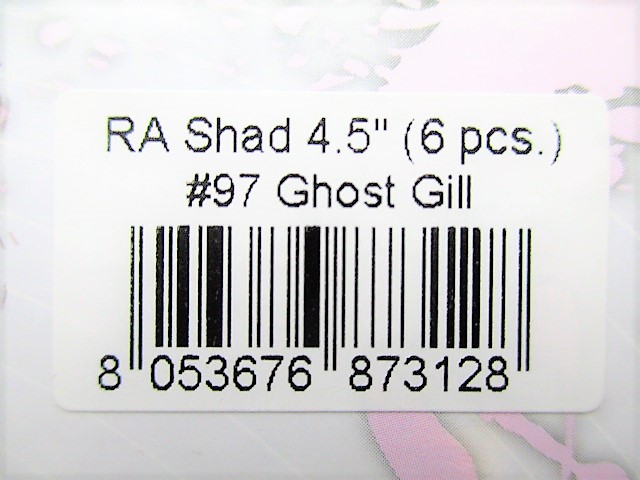 RA Shad 4.5" (6 pcs.)
#97 Ghost Gill
8 053676 873128